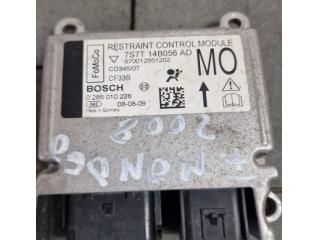 FoMoCo
RESTRAINT CONTROL MODULE
7S7T 14B056 AD
670012551202
CD345/07
CF33B
MO
BOSCH
0 285 010 228
08-08-09
Made in Germany
2008
F. MONDEO